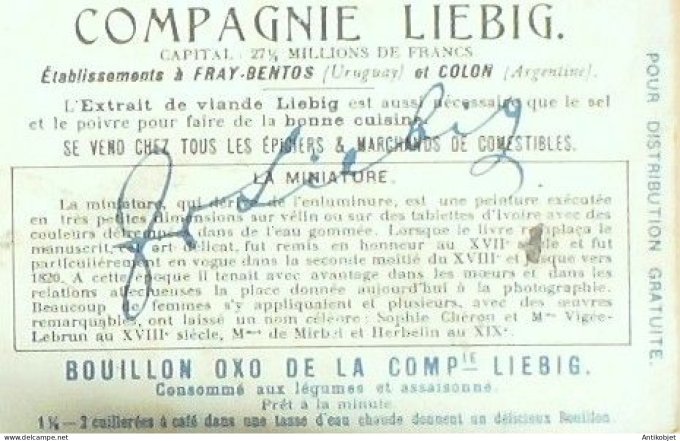 COMPAGNIE LIEBIG.
CAPITAL: 27½ MILLIONS DE FRANCS
Établissements à FRAY-BENTOS (Uruguay) et COLON (Argentine).
L'Extrait de viande Liebig est aussi nécessaire que le sel
et le poivre pour faire de la bonne cuisine.
SE VEND CHEZ TOUS LES ÉPICIERS & MARCHANDS DE COMESTIBLES.
LA MINIATURE.
La miniature, qui dérive de l'enluminure, est une peinture exécutée
en très petites dimensions sur vélin ou sur des tablettes d'ivoire avec des
couleurs détrempées dans de l'eau gommée. Lorsque le livre remplaça le
manuscrit, cet art délicat, fut remis en honneur au XVIIe siècle et fut
particulièrement en vogue dans la seconde moitié du XVIIIe et jusque vers
1820. A cette époque il tenait avec avantage dans les mœurs et dans les
relations affectueuses la place donnée aujourd'hui à la photographie.
Beaucoup de femmes s'y appliquaient et plusieurs, avec des œuvres
remarquables, ont laissé un nom célèbre: Sophie Chéron et Mme Vigée-
Lebrun au XVIIIe siècle, Mmes de Mirbel et Herbelin au XIXe.
BOUILLON OXO DE LA COMPIE LIEBIG.
Consommé aux légumes et assaisonné.
Prêt à la minute.
1½ - 2 cuillerées à café dans une tasse d'eau chaude donnent un délicieux Bouillon.
POUR DISTRIBUTION GRATUITE.
Liebig
Antikobjet